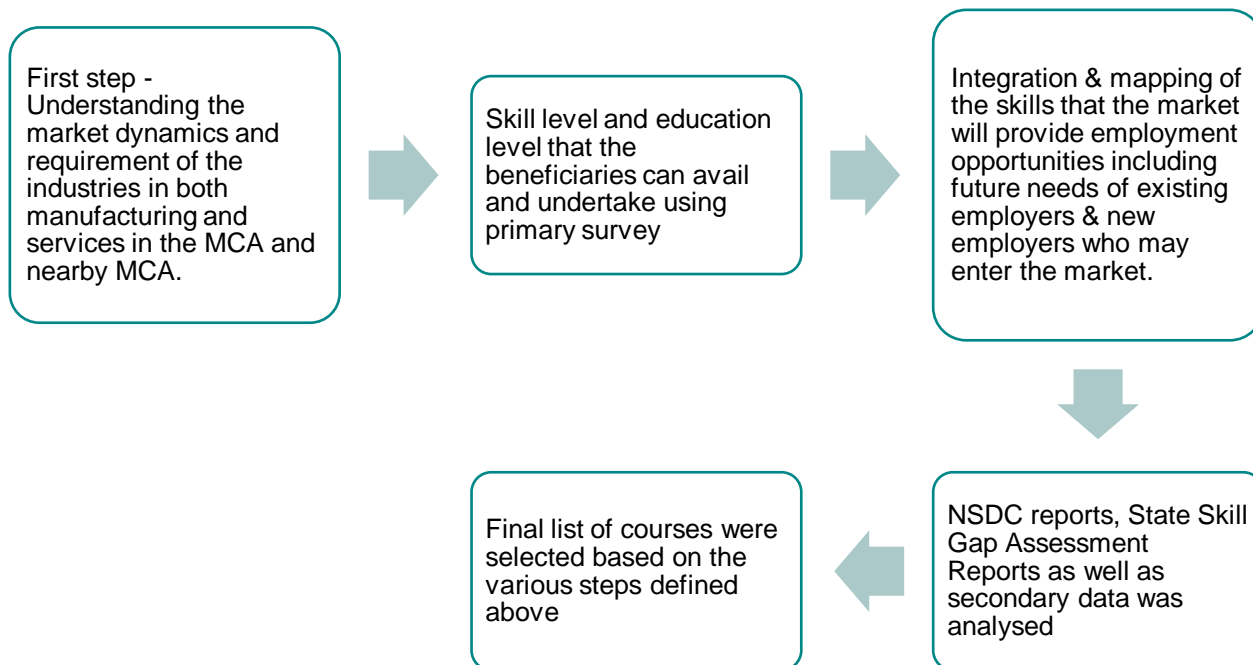 First step -
Understanding the
market dynamics and
requirement of the
industries in both
manufacturing and
services in the MCA and
nearby MCA.
Skill level and education
level that the
beneficiaries can avail
and undertake using
primary survey
Integration & mapping of
the skills that the market
will provide employment
opportunities including
future needs of existing
employers & new
employers who may
enter the market.
NSDC reports, State Skill
Gap Assessment
Reports as well as
secondary data was
analysed
Final list of courses were
selected based on the
various steps defined
above